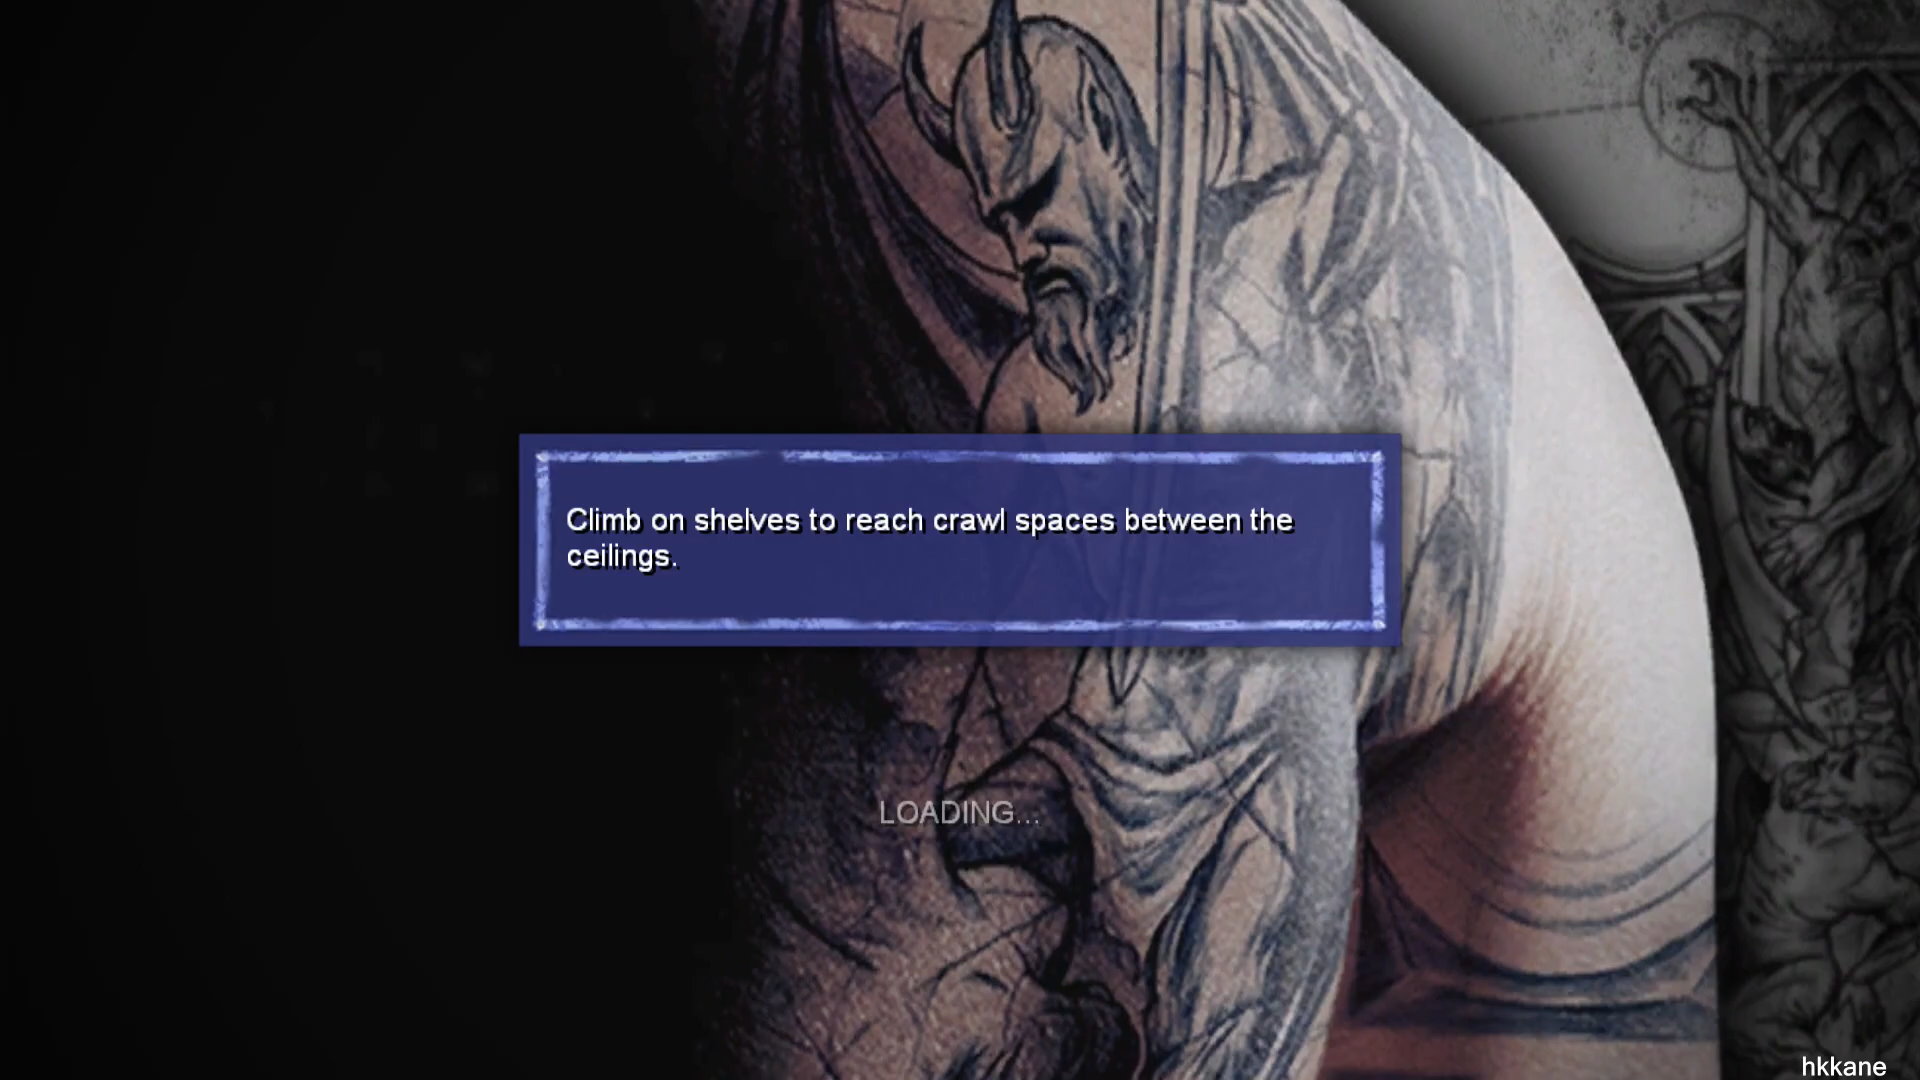 Climb on shelves to reach crawl spaces between the
ceilings.
LOADING...
hkkane